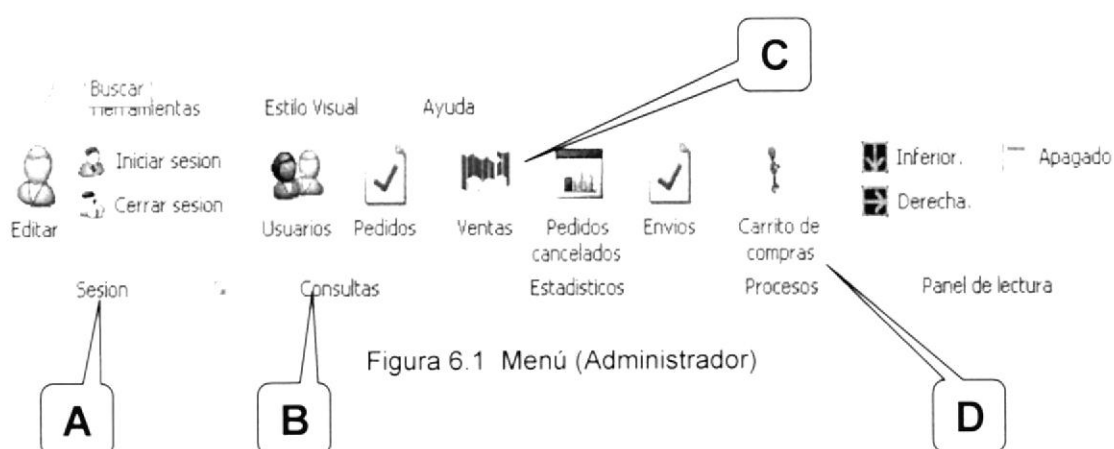 C
Buscar
Herramientas Estilo Visual Ayuda
Iniciar sesion Inferior. Apagado
Cerrar sesion Derecha.
Editar Usuarios Pedidos Ventas Pedidos cancelados Envios Carrito de compras
Sesion Consultas Estadisticos Procesos Panel de lectura
Figura 6.1 Menú (Administrador)
A B D